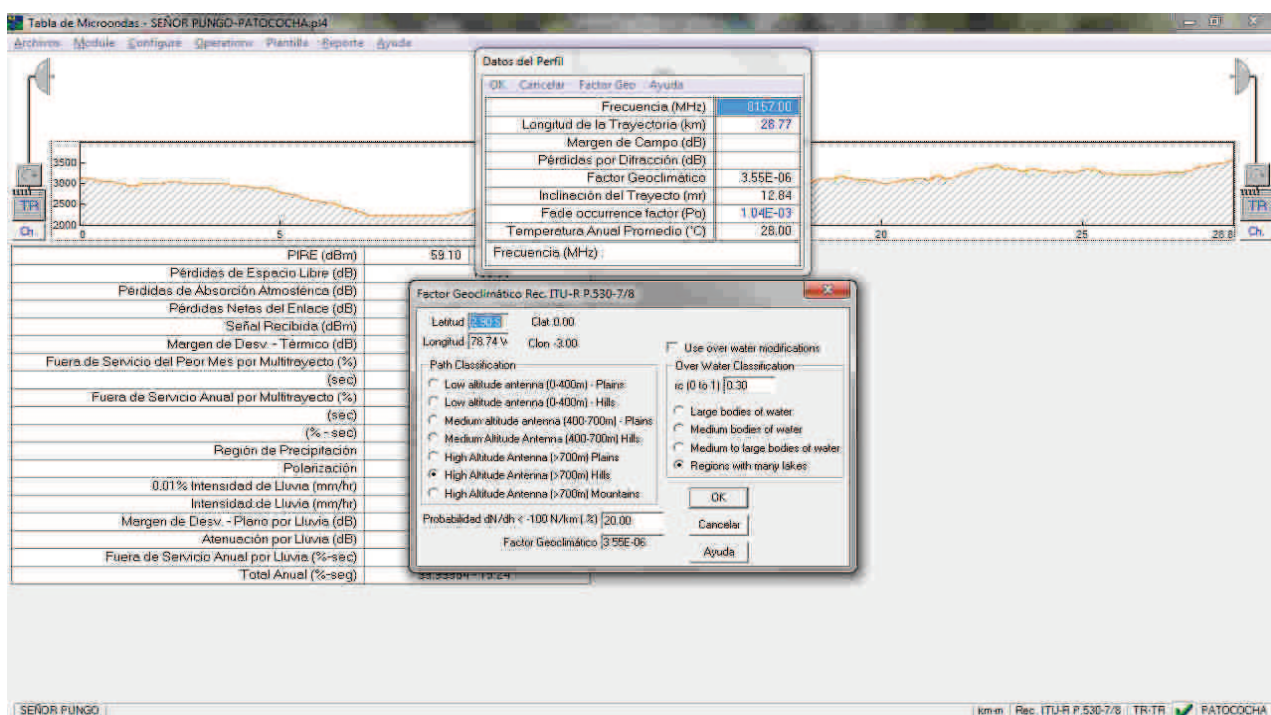 Tabla de Microondas - SEÑOR PUNGO-PATOCOCHA.pl4
Archivos Module Configure Operations Plantilla Reporte Ayuda
Datos del Perfil
OK Cancelar Factor Geo Ayuda
Frecuencia (MHz) 8157.00
Longitud de la Trayectoria (km) 28.77
Margen de Campo (dB)
Pérdidas por Difracción (dB)
Factor Geoclimático 3.55E-06
Inclinación del Trayecto (mr) 12.84
Fade occurrence factor (Po) 1.04E-03
Temperatura Anual Promedio (°C) 28.00
Frecuencia (MHz) :
3500
3000
2500
2000
0 5 20 25 28.8
TR
Ch.
TR
Ch.
PIRE (dBm) 59.10
Pérdidas de Espacio Libre (dB)
Pérdidas de Absorción Atmosférica (dB)
Pérdidas Netas del Enlace (dB)
Señal Recibida (dBm)
Margen de Desv. - Térmico (dB)
Fuera de Servicio del Peor Mes por Multitrayecto (%)
(sec)
Fuera de Servicio Anual por Multitrayecto (%)
(sec)
(% - sec)
Región de Precipitación
Polarización
0.01% Intensidad de Lluvia (mm/hr)
Intensidad de Lluvia (mm/hr)
Margen de Desv. - Plano por Lluvia (dB)
Atenuación por Lluvia (dB)
Fuera de Servicio Anual por Lluvia (%-sec)
Total Anual (%-seg)
Factor Geoclimático Rec. ITU-R P.530-7/8
Latitud 2.90 S Clat 0.00
Longitud 78.74 W Clon -3.00
Path Classification
Low altitude antenna (0-400m) - Plains
Low altitude antenna (0-400m) - Hills
Medium altitude antenna (400-700m) - Plains
Medium Altitude Antenna (400-700m) Hills
High Altitude Antenna (>700m) Plains
High Altitude Antenna (>700m) Hills
High Altitude Antenna (>700m) Mountains
Probabilidad dN/dh < -100 N/km ( %) 20.00
Factor Geoclimático 3.55E-06
Use over water modifications
Over Water Classification
rc (0 to 1) 0.30
Large bodies of water
Medium bodies of water
Medium to large bodies of water
Regions with many lakes
OK
Cancelar
Ayuda
SEÑOR PUNGO
km-m Rec. ITU-R P.530-7/8 TR-TR PATOCOCHA